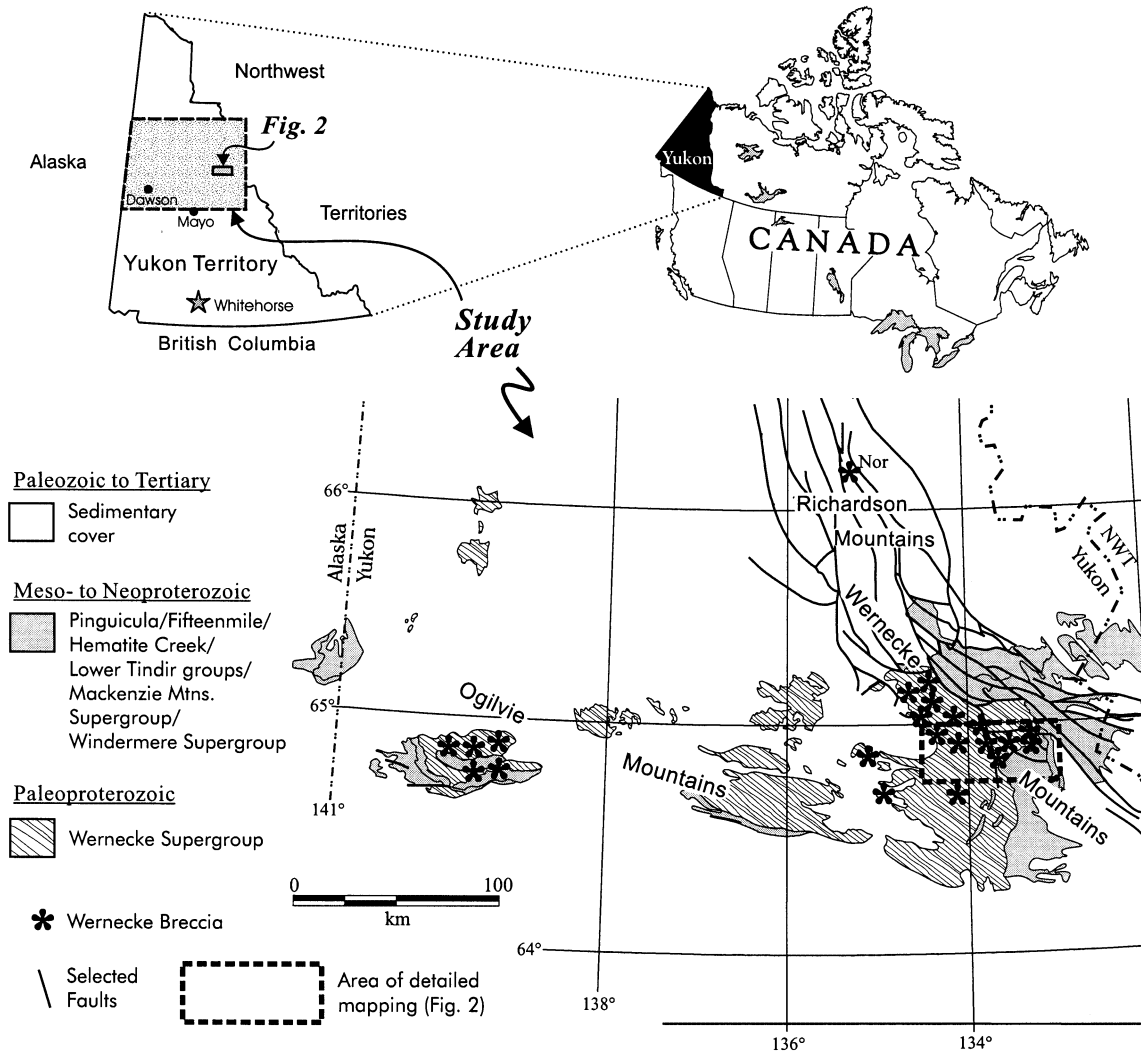 Northwest
Fig. 2
Alaska
Dawson
Mayo
Territories
Yukon Territory
Whitehorse
British Columbia
Study
Area
Yukon
CANADA
Paleozoic to Tertiary
Sedimentary
cover
Meso- to Neoproterozoic
Pinguicula/Fifteenmile/
Hematite Creek/
Lower Tindir groups/
Mackenzie Mtns.
Supergroup/
Windermere Supergroup
Paleoproterozoic
Wernecke Supergroup
Wernecke Breccia
Selected
Faults
Area of detailed
mapping (Fig. 2)
66°
Alaska
Yukon
Nor
Richardson
Mountains
NWT
Yukon
Wernecke
Mountains
65°
Ogilvie
Mountains
141°
0 100
km
64°
138°
136°
134°